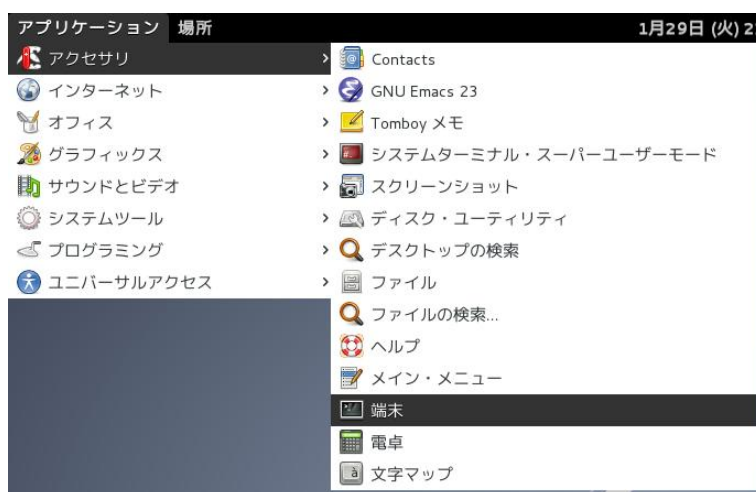 アプリケーション 場所 1月29日 (火) 2
アクセサリ
インターネット
オフィス
グラフィックス
サウンドとビデオ
システムツール
プログラミング
ユニバーサルアクセス
Contacts
GNU Emacs 23
Tomboy メモ
システムターミナル・スーパーユーザーモード
スクリーンショット
ディスク・ユーティリティ
デスクトップの検索
ファイル
ファイルの検索...
ヘルプ
メイン・メニュー
端末
電卓
文字マップ